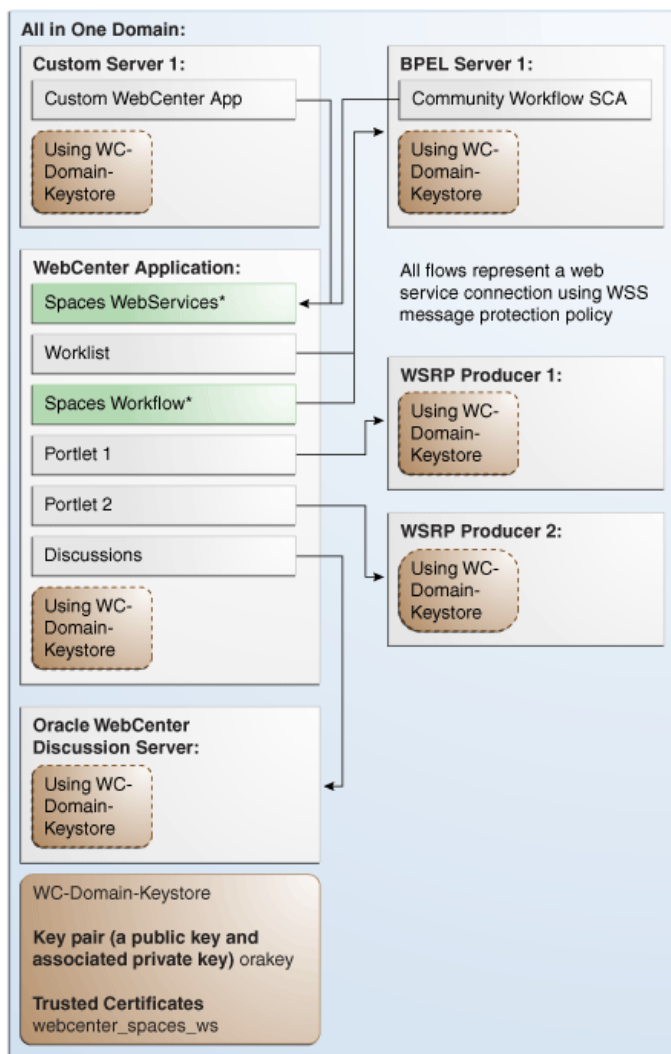 All in One Domain:
Custom Server 1:
Custom WebCenter App
Using WC-
Domain-
Keystore
BPEL Server 1:
Community Workflow SCA
Using WC-
Domain-
Keystore
WebCenter Application:
Spaces WebServices*
Worklist
Spaces Workflow*
Portlet 1
Portlet 2
Discussions
Using WC-
Domain-
Keystore
All flows represent a web
service connection using WSS
message protection policy
WSRP Producer 1:
Using WC-
Domain-
Keystore
WSRP Producer 2:
Using WC-
Domain-
Keystore
Oracle WebCenter
Discussion Server:
Using WC-
Domain-
Keystore
WC-Domain-Keystore
Key pair (a public key and
associated private key) orakey
Trusted Certificates
webcenter_spaces_ws